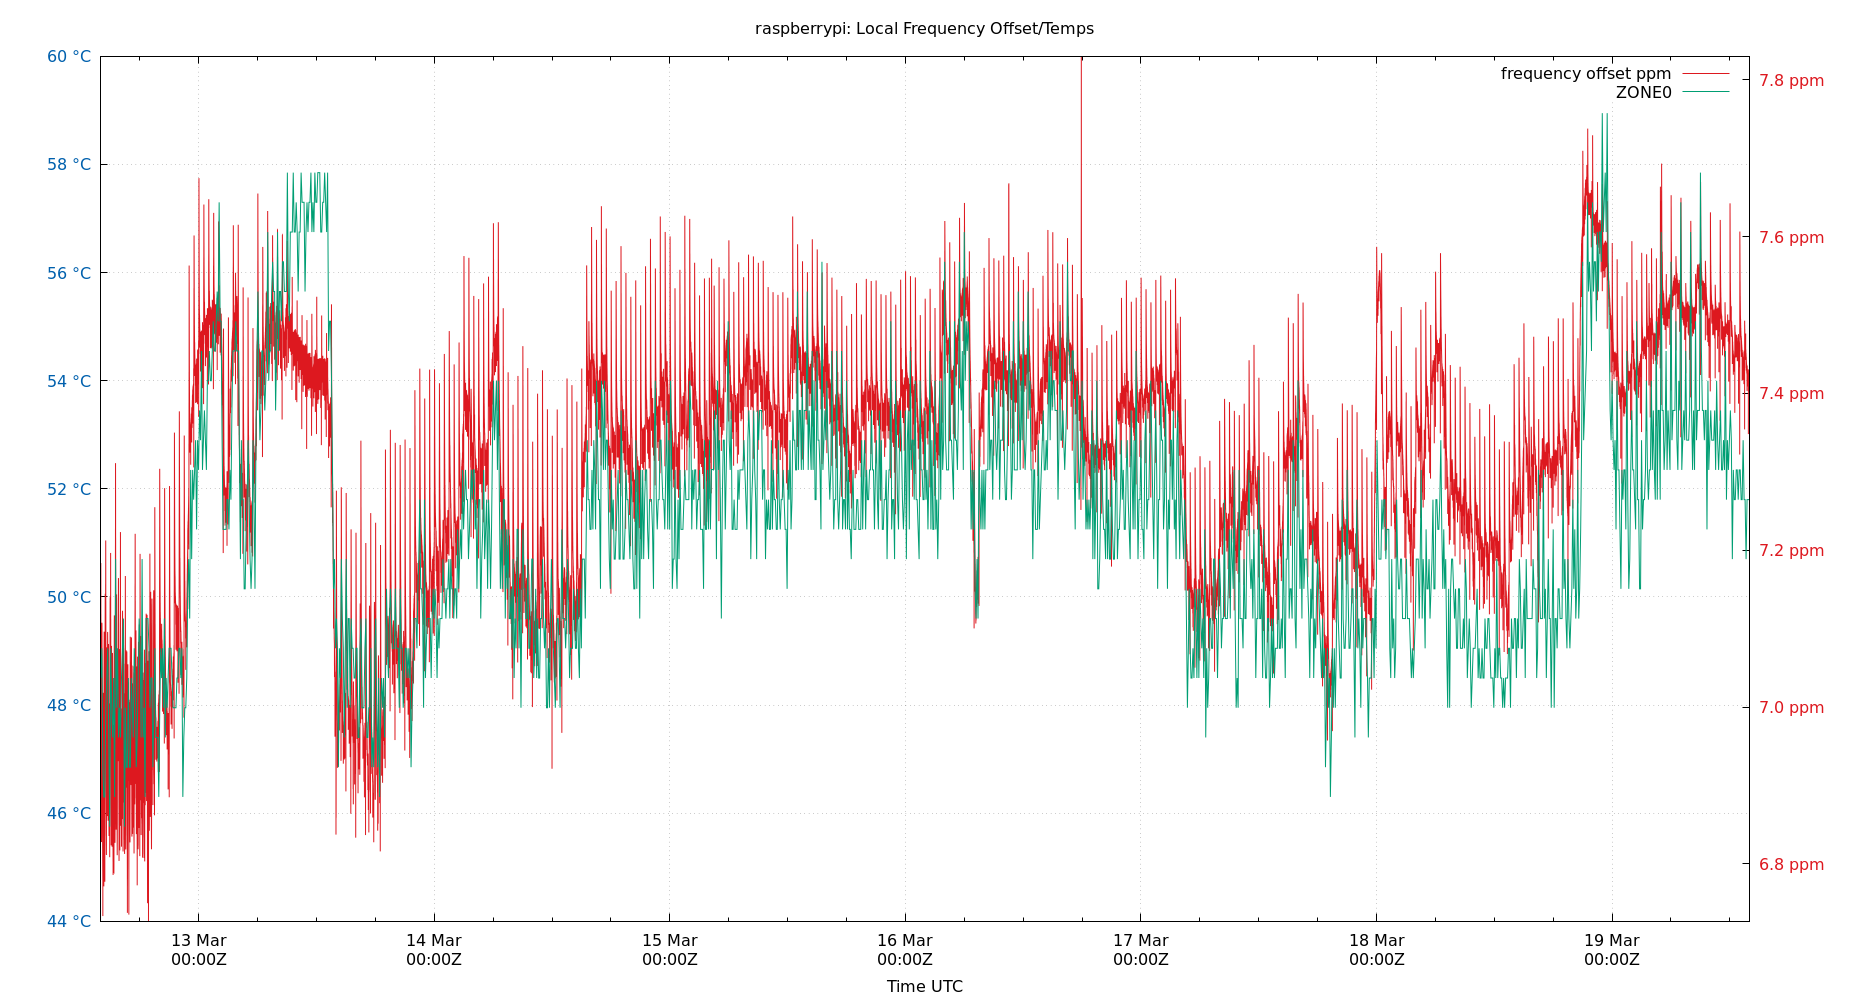 raspberrypi: Local Frequency Offset/Temps
60 °C
58 °C
56 °C
54 °C
52 °C
50 °C
48 °C
46 °C
44 °C
frequency offset ppm
ZONE0
7.8 ppm
7.6 ppm
7.4 ppm
7.2 ppm
7.0 ppm
6.8 ppm
13 Mar
00:00Z
14 Mar
00:00Z
15 Mar
00:00Z
16 Mar
00:00Z
17 Mar
00:00Z
18 Mar
00:00Z
19 Mar
00:00Z
Time UTC